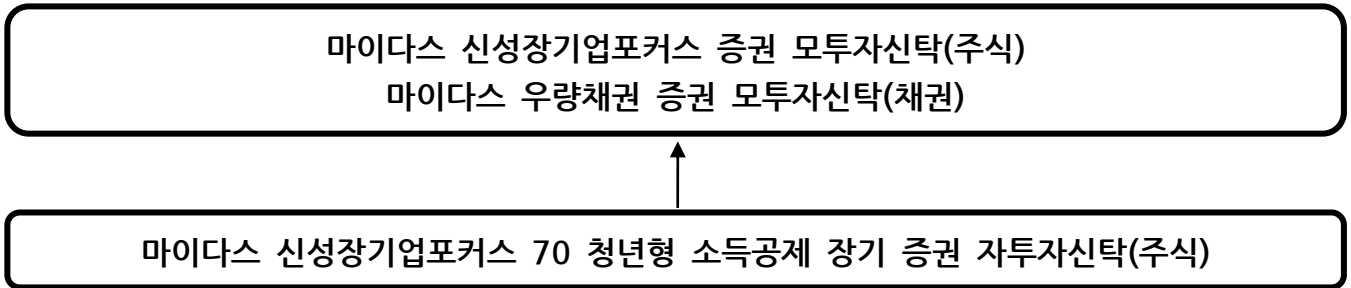 마이다스 신성장기업포커스 증권 모투자신탁(주식)
마이다스 우량채권 증권 모투자신탁(채권)
마이다스 신성장기업포커스 70 청년형 소득공제 장기 증권 자투자신탁(주식)